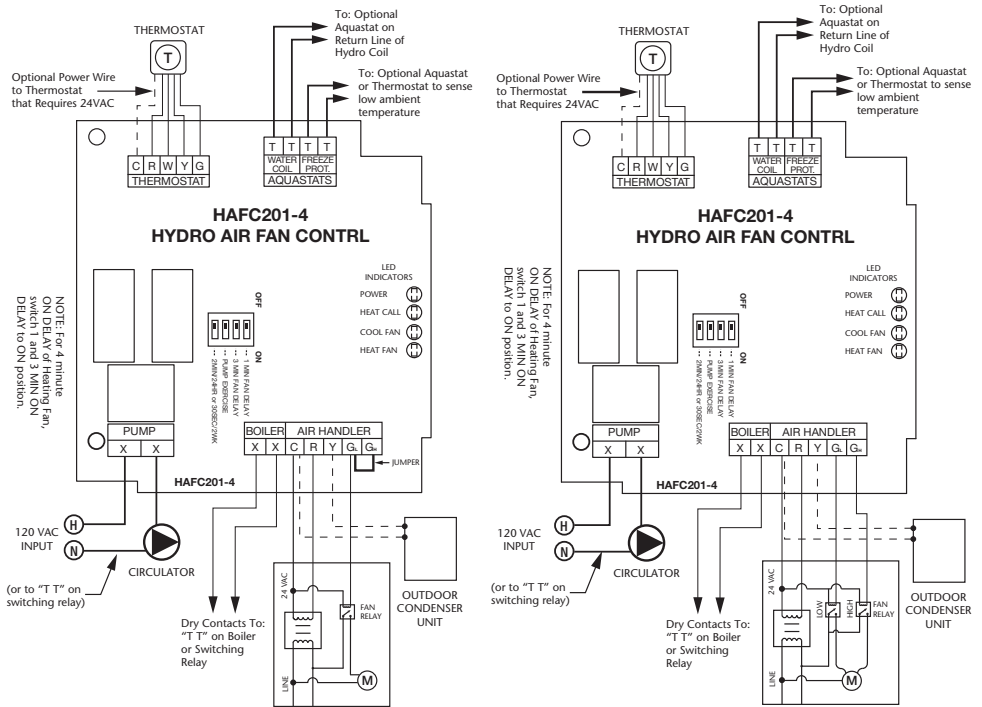 THERMOSTAT
T
To: Optional
Aquastat on
Return Line of
Hydro Coil
Optional Power Wire
to Thermostat
that Requires 24VAC
To: Optional Aquastat
or Thermostat to sense
low ambient
temperature
C R W Y G
THERMOSTAT
T T T T
WATER COIL
FREEZE PROT.
AQUASTATS
HAFC201-4
HYDRO AIR FAN CONTRL
LED
INDICATORS
POWER
HEAT CALL
COOL FAN
HEAT FAN
OFF
ON
-- 1 MIN FAN DELAY
-- 3 MIN FAN DELAY
-- PUMP EXERCISE
-- 2MIN/24HR or 30SEC/2WK
NOTE: For 4 minute
ON DELAY of Heating Fan,
switch 1 and 3 MIN ON
DELAY to ON position.
PUMP
X X
BOILER AIR HANDLER
X X C R Y GL GH
JUMPER
HAFC201-4
H
120 VAC
INPUT
N
CIRCULATOR
(or to “T T” on
switching relay)
Dry Contacts To:
“T T” on Boiler
or Switching
Relay
24 VAC
FAN
RELAY
LINE
M
OUTDOOR
CONDENSER
UNIT
THERMOSTAT
T
To: Optional
Aquastat on
Return Line of
Hydro Coil
Optional Power Wire
to Thermostat
that Requires 24VAC
To: Optional Aquastat
or Thermostat to sense
low ambient
temperature
C R W Y G
THERMOSTAT
T T T T
WATER COIL
FREEZE PROT.
AQUASTATS
HAFC201-4
HYDRO AIR FAN CONTRL
LED
INDICATORS
POWER
HEAT CALL
COOL FAN
HEAT FAN
OFF
ON
-- 1 MIN FAN DELAY
-- 3 MIN FAN DELAY
-- PUMP EXERCISE
-- 2MIN/24HR or 30SEC/2WK
NOTE: For 4 minute
ON DELAY of Heating Fan,
switch 1 and 3 MIN ON
DELAY to ON position.
PUMP
X X
BOILER AIR HANDLER
X X C R Y GL GH
HAFC201-4
H
120 VAC
INPUT
N
CIRCULATOR
(or to “T T” on
switching relay)
Dry Contacts To:
“T T” on Boiler
or Switching
Relay
24 VAC
LOW
HIGH
FAN
RELAY
LINE
M
OUTDOOR
CONDENSER
UNIT